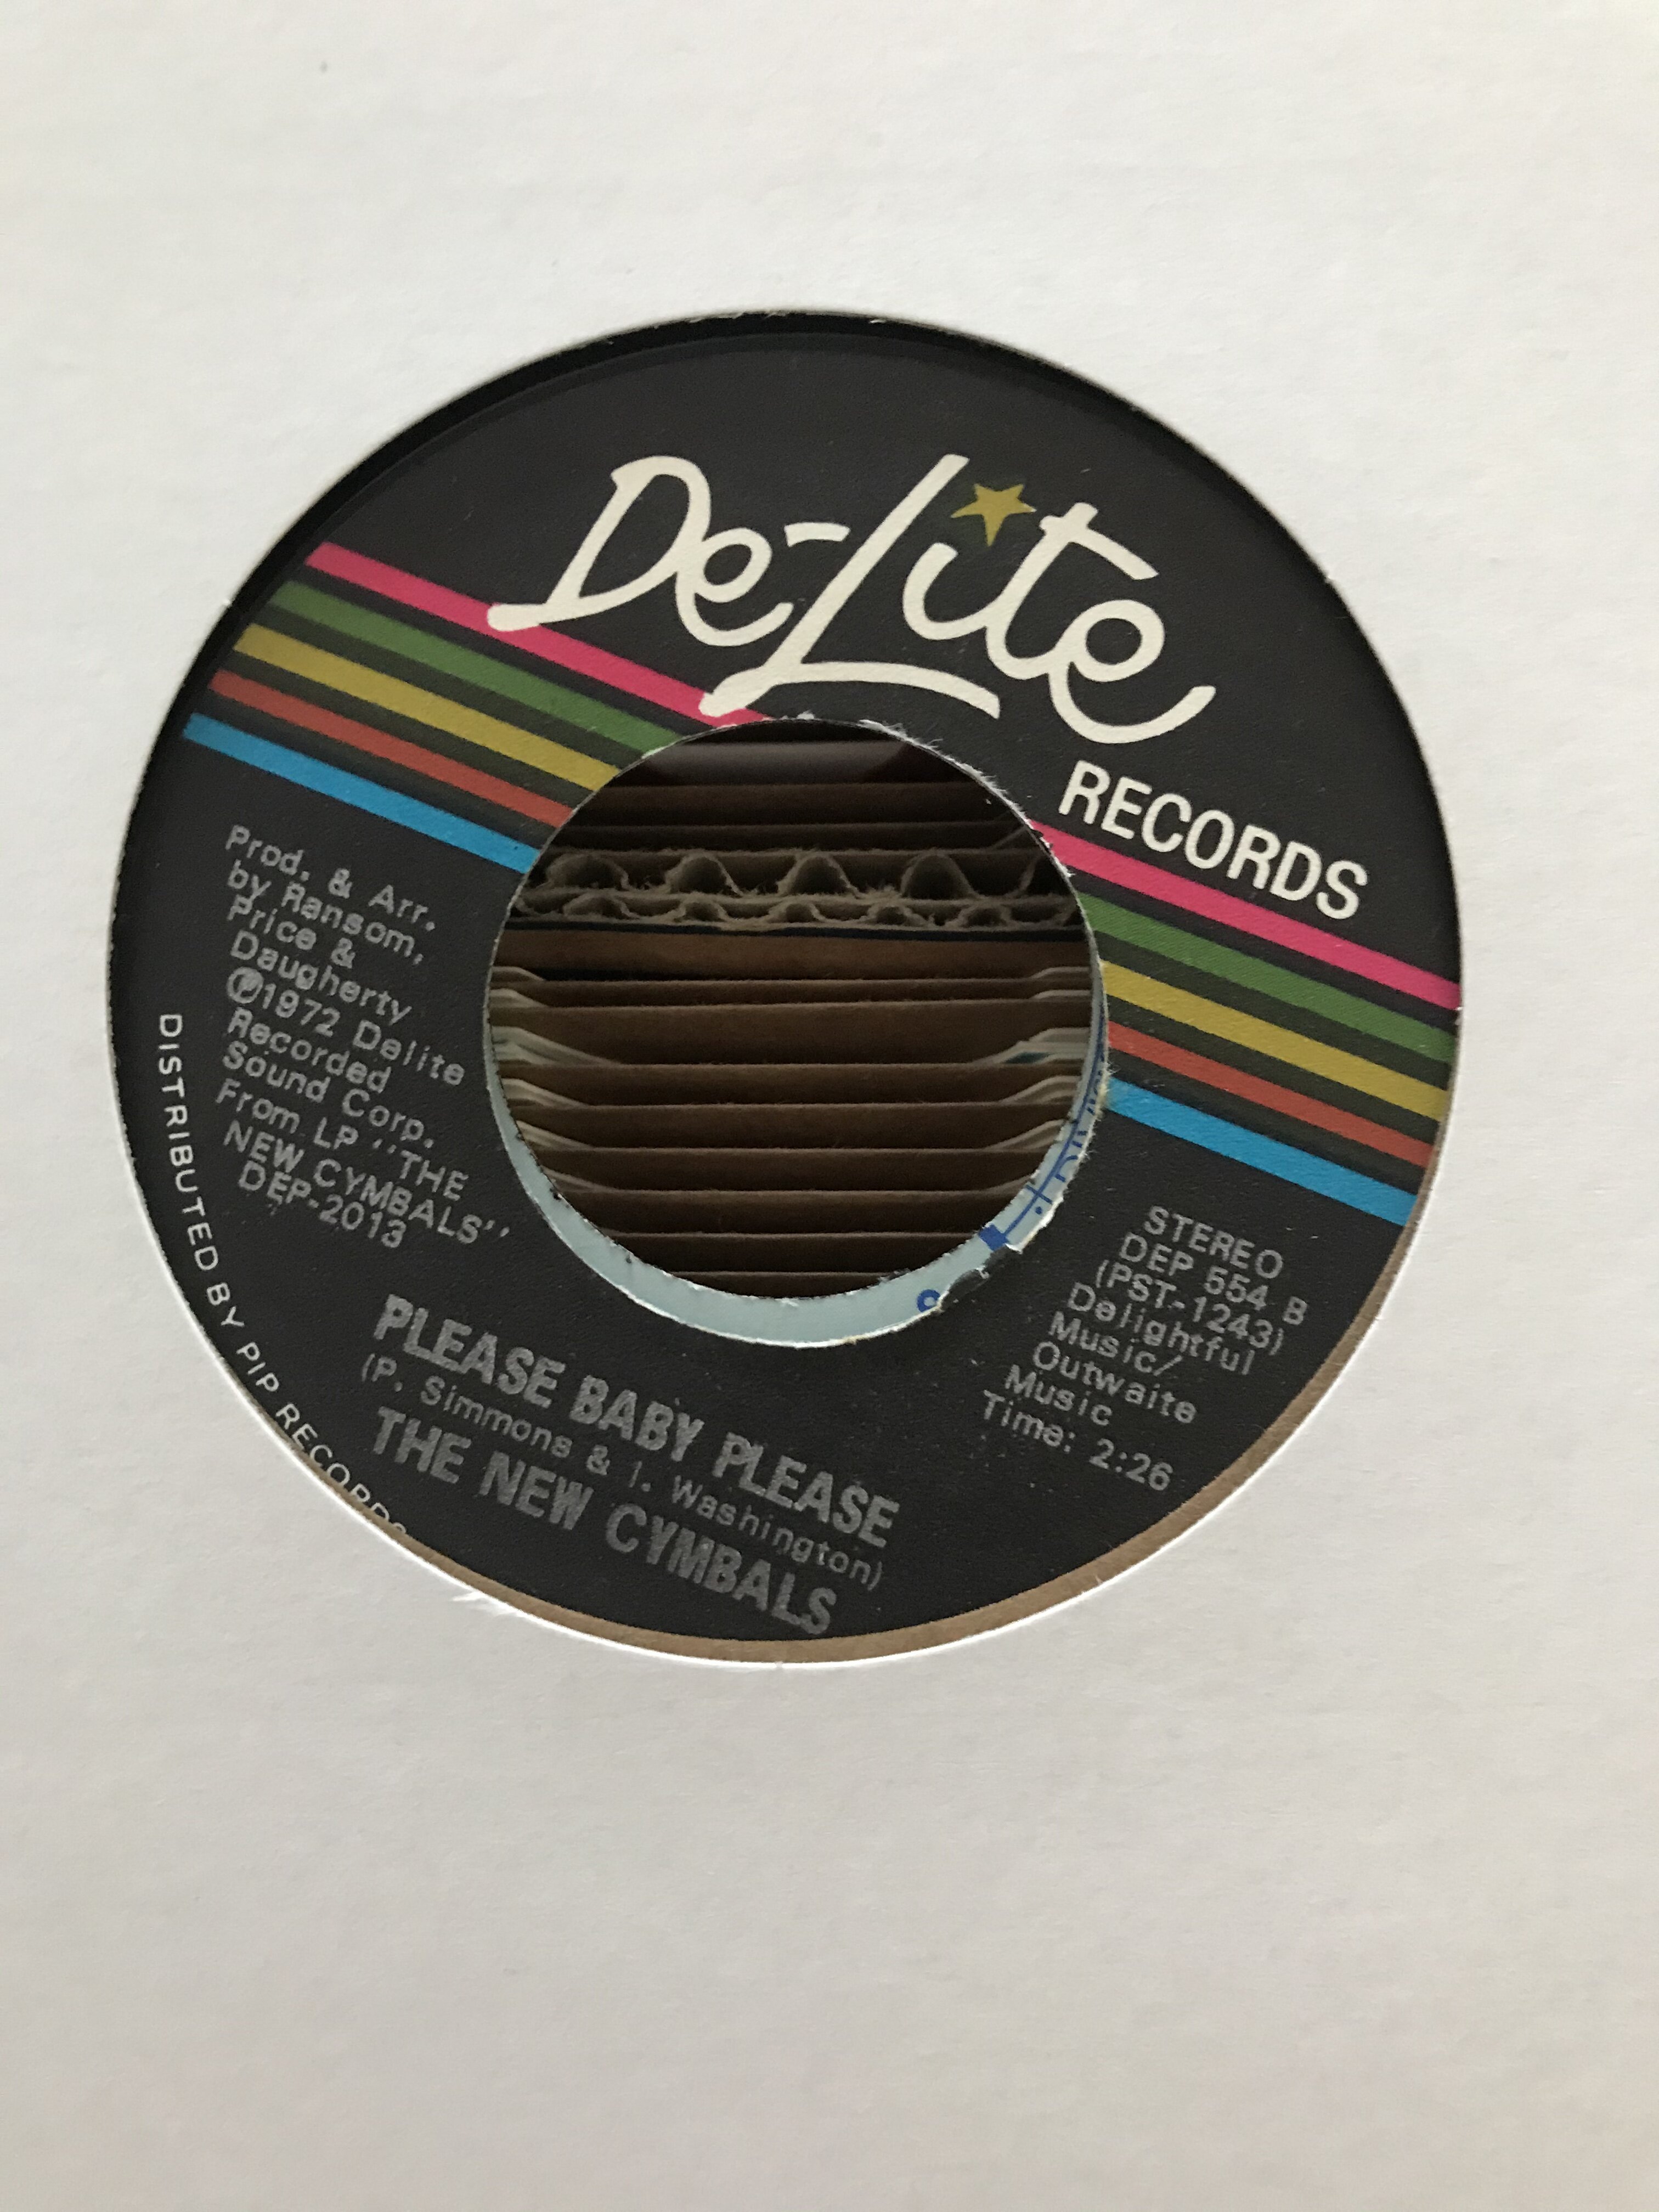 De-Lite
RECORDS
Prod. & Arr.
by Ransom,
Price &
Daugherty
Ⓟ1972 Delite
Recorded
Sound Corp.
From LP "THE
NEW CYMBALS"
DEP-2013
STEREO
DEP 554 B
(PST-1243)
Delightful
Music/
Outwaite
Music
Time: 2:26
PLEASE BABY PLEASE
(P. Simmons & I. Washington)
THE NEW CYMBALS
DISTRIBUTED BY PIP RECORDS